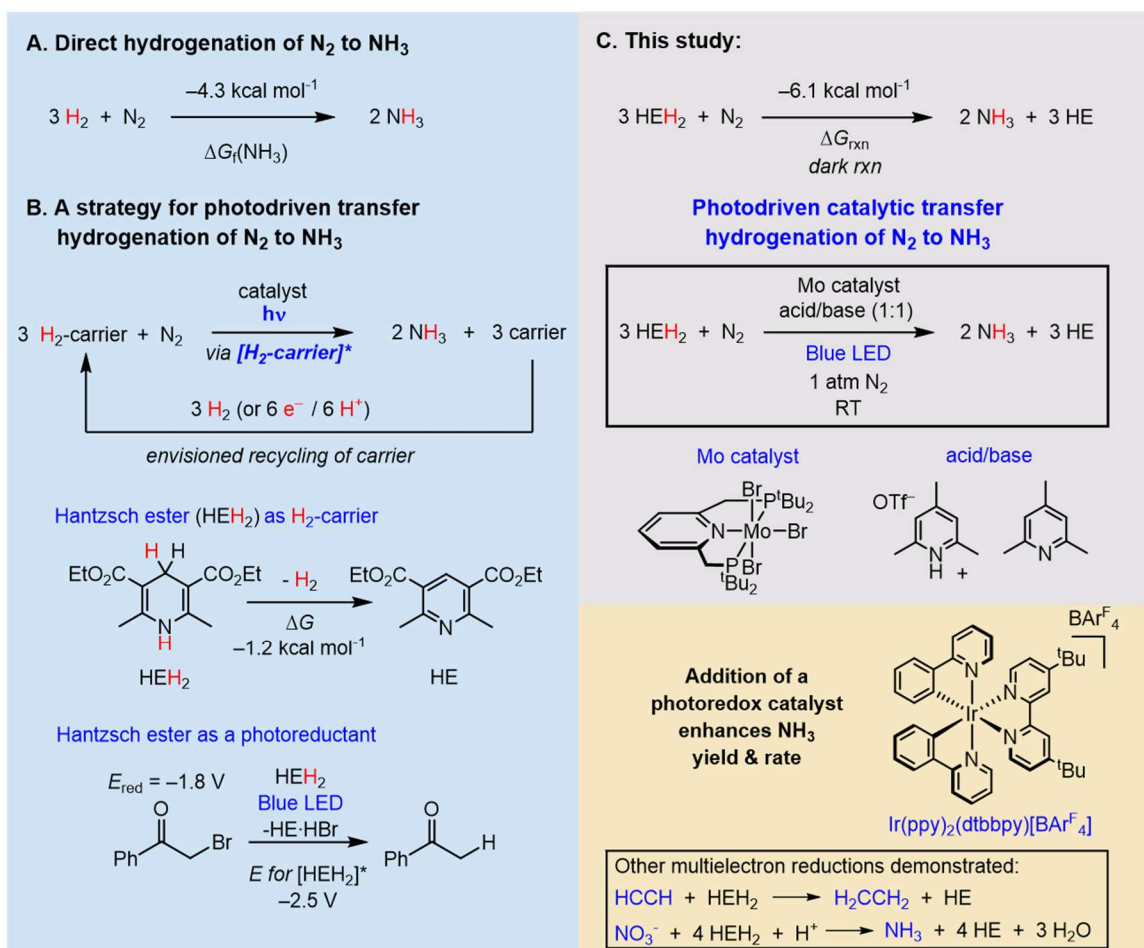 A. Direct hydrogenation of N₂ to NH₃
–4.3 kcal mol⁻¹
3 H₂ + N₂ → 2 NH₃
ΔG_f(NH₃)
B. A strategy for photodriven transfer
hydrogenation of N₂ to NH₃
catalyst
hν
3 H₂-carrier + N₂ → 2 NH₃ + 3 carrier
via [H₂-carrier]*
3 H₂ (or 6 e⁻ / 6 H⁺)
envisioned recycling of carrier
Hantzsch ester (HEH₂) as H₂-carrier
H H
EtO₂C CO₂Et
N
H
HEH₂
- H₂
ΔG
–1.2 kcal mol⁻¹
EtO₂C CO₂Et
N
HE
Hantzsch ester as a photoreductant
E_red = –1.8 V
O
Ph Br
HEH₂
Blue LED
-HE·HBr
E for [HEH₂]*
–2.5 V
O
Ph H
C. This study:
–6.1 kcal mol⁻¹
3 HEH₂ + N₂ → 2 NH₃ + 3 HE
ΔG_rxn
dark rxn
Photodriven catalytic transfer
hydrogenation of N₂ to NH₃
Mo catalyst
acid/base (1:1)
3 HEH₂ + N₂ → 2 NH₃ + 3 HE
Blue LED
1 atm N₂
RT
Mo catalyst
Br
PᵗBu₂
N Mo Br
Br
P
ᵗBu₂
acid/base
OTf⁻
N
H
+
N
Addition of a
photoredox catalyst
enhances NH₃
yield & rate
BArF₄
N
ᵗBu
N
Ir
N
N
ᵗBu
Ir(ppy)₂(dtbbpy)[BArF₄]
Other multielectron reductions demonstrated:
HCCH + HEH₂ → H₂CCH₂ + HE
NO₃⁻ + 4 HEH₂ + H⁺ → NH₃ + 4 HE + 3 H₂O